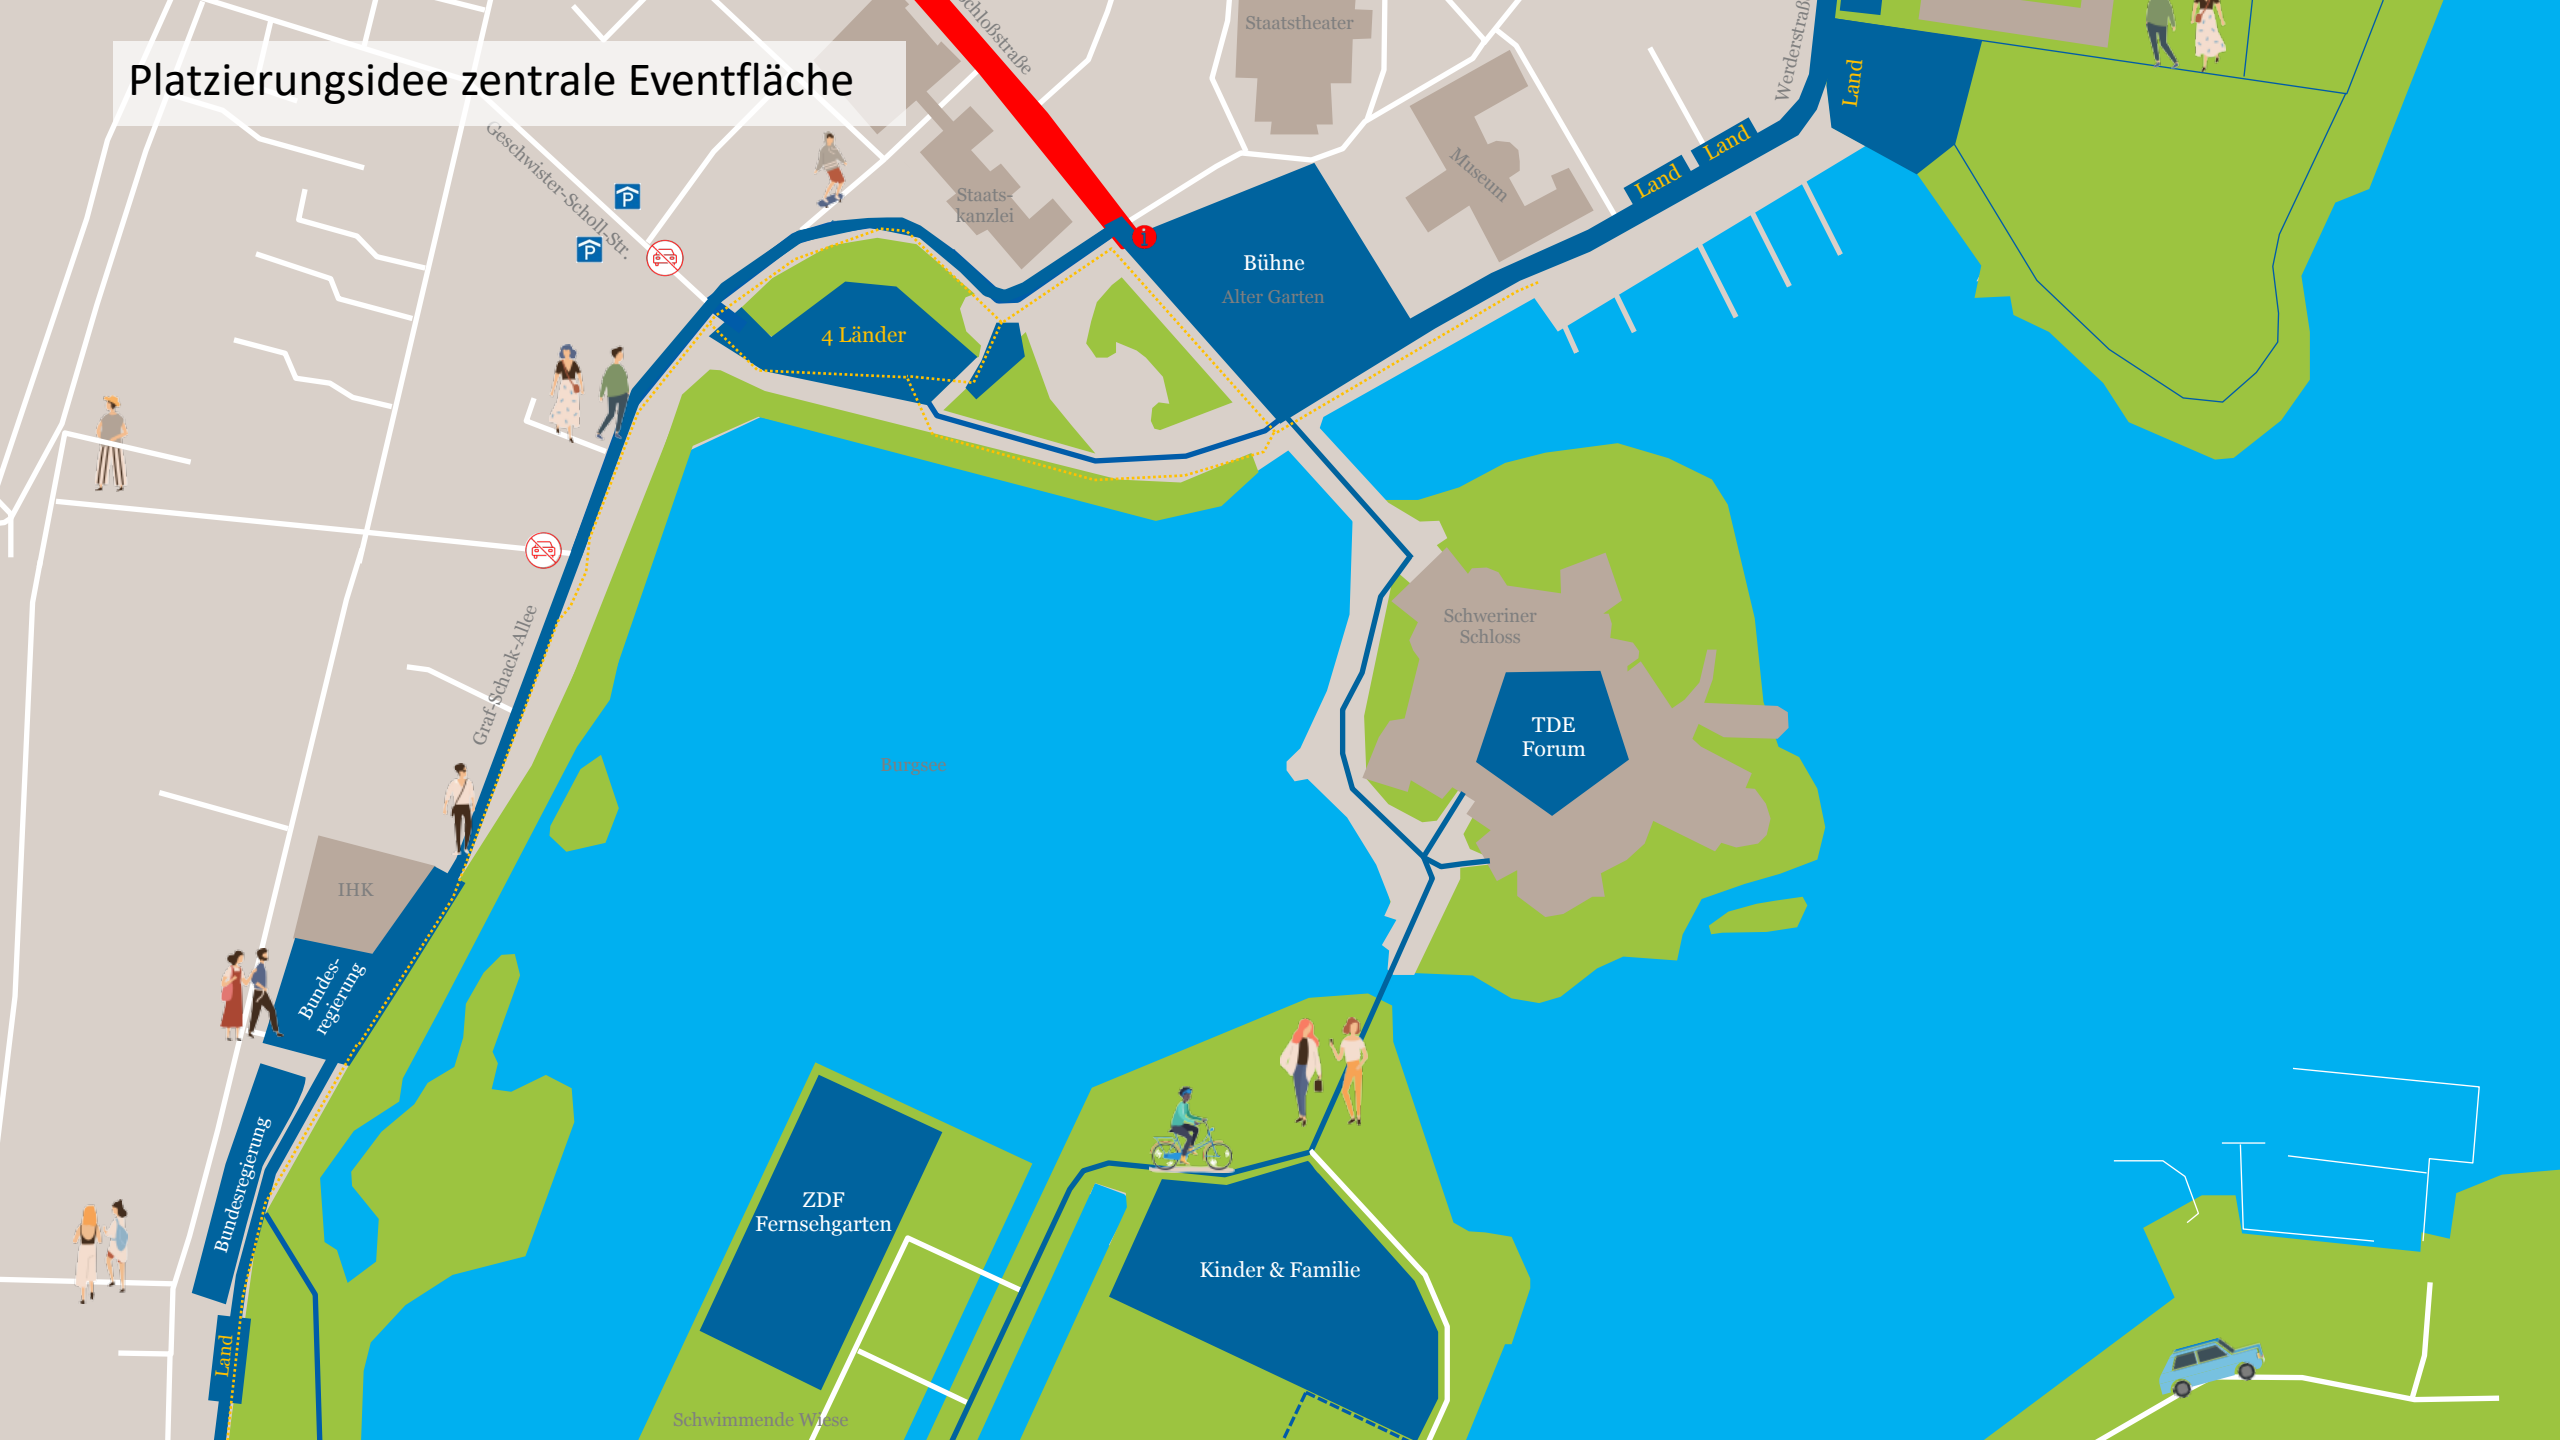 Platzierungsidee zentrale Eventfläche
Schloßstraße
Staatstheater
Werderstraße
Land
Land
Land
Museum
Geschwister-Scholl-Str.
P
P
Staats-
kanzlei
i
Bühne
Alter Garten
4 Länder
Schweriner
Schloss
TDE
Forum
Graf-Schack-Allee
Burgsee
IHK
Bundes-
regierung
Bundesregierung
Land
ZDF
Fernsehgarten
Kinder & Familie
Schwimmende Wiese